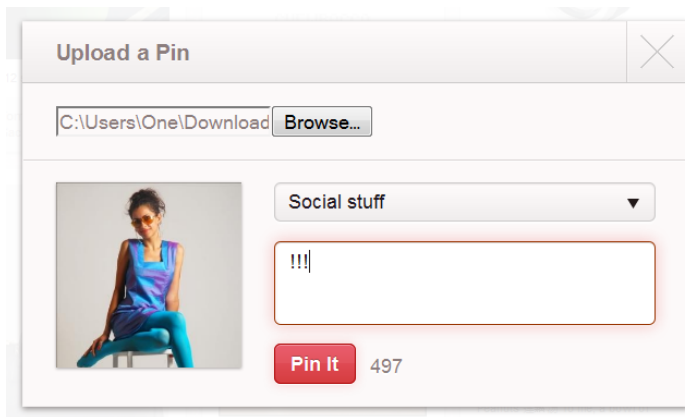 Upload a Pin
C:\Users\One\Download
Browse...
Social stuff
!!!
Pin It
497